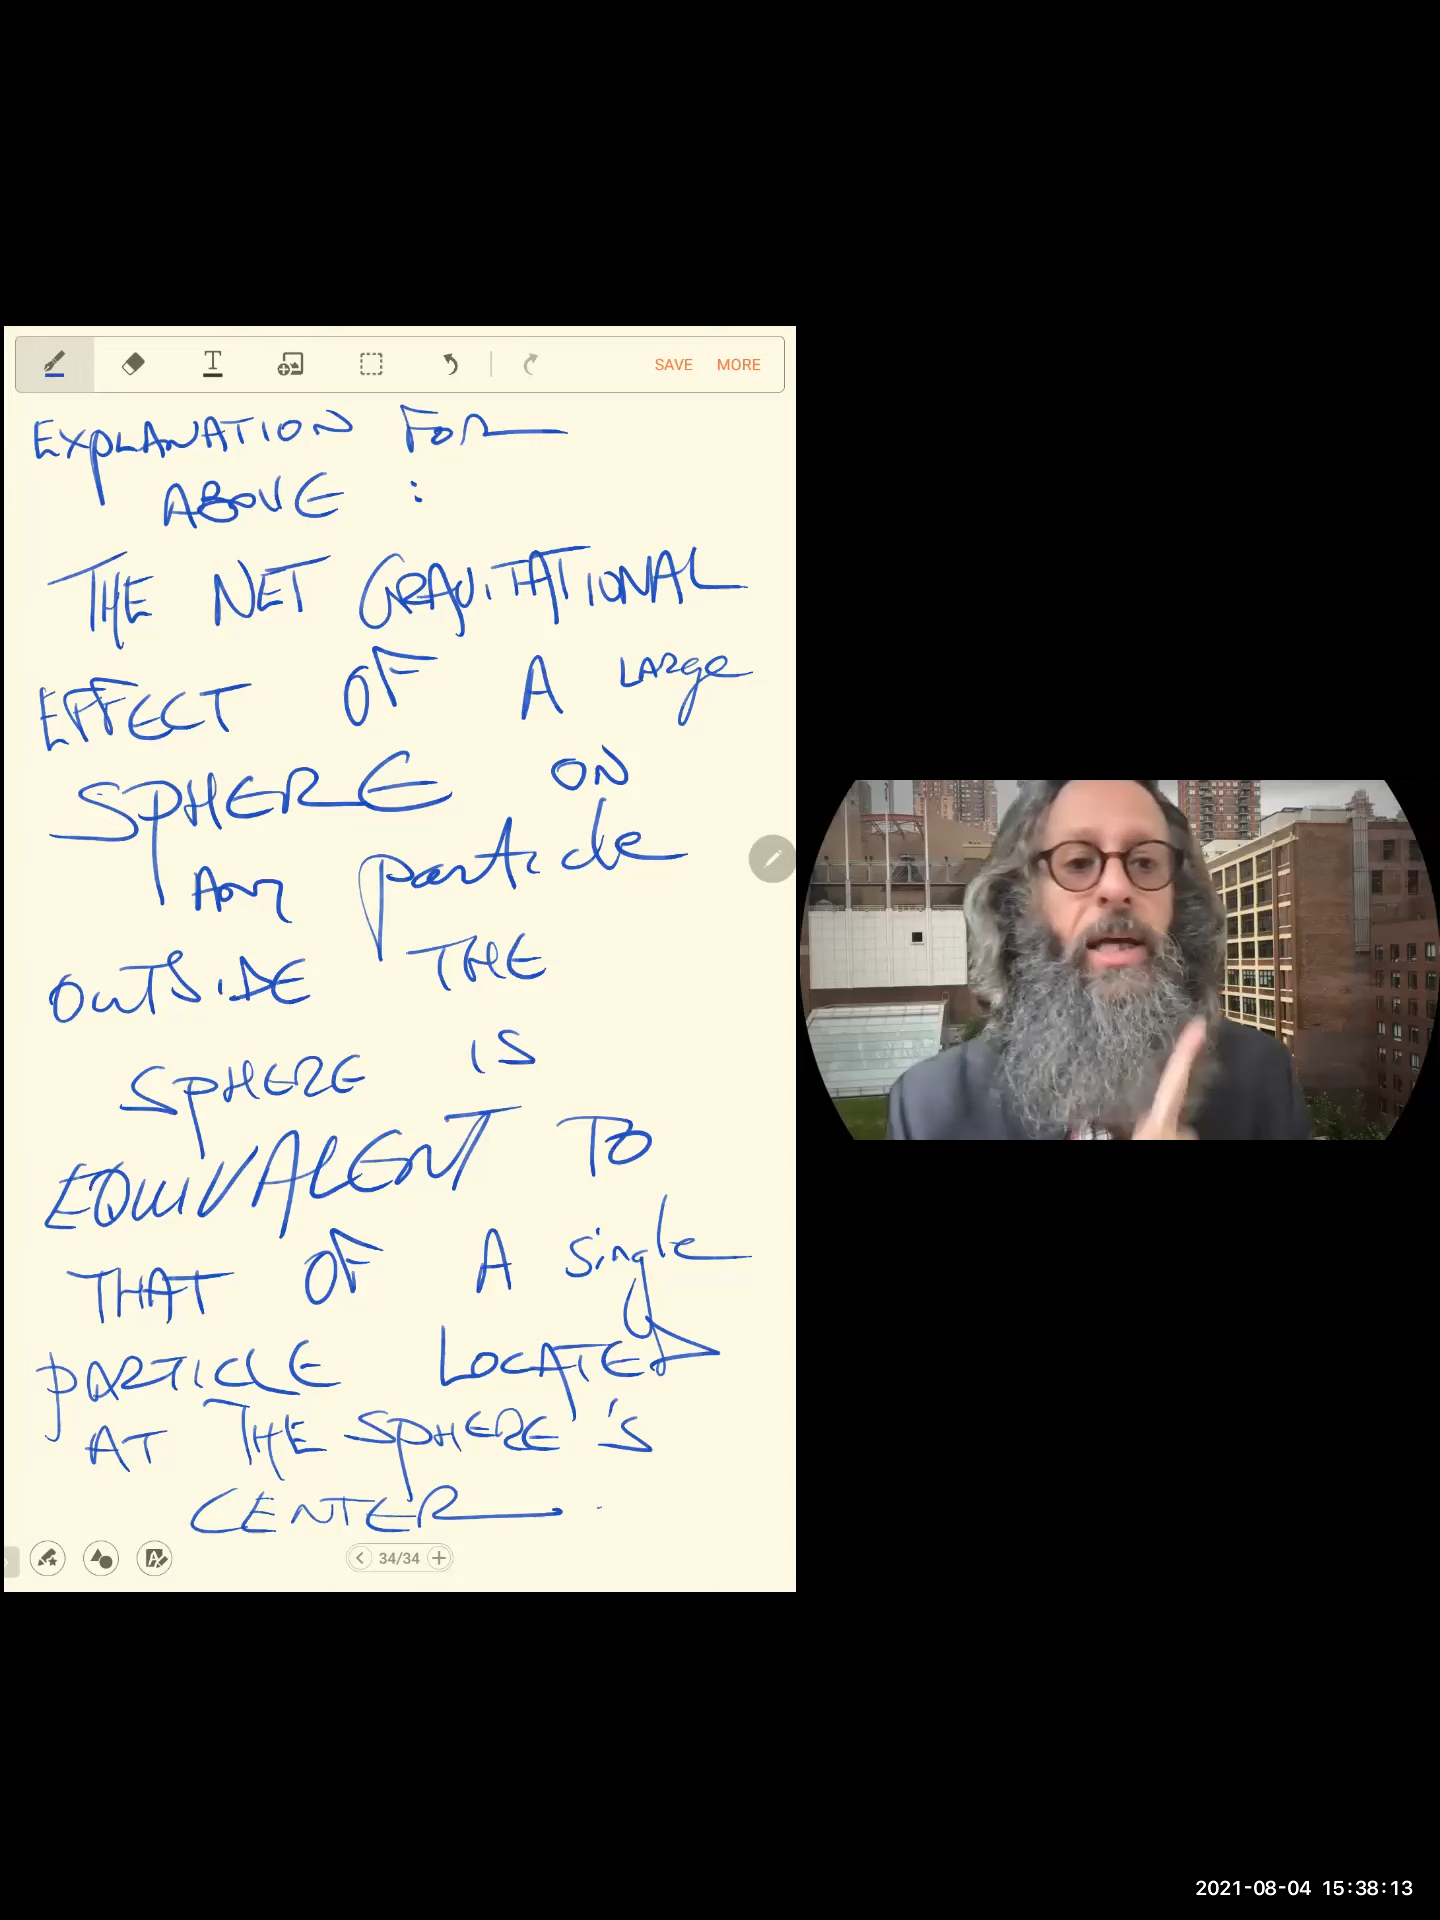 SAVE MORE
EXPLANATION FOR
ABOVE :
THE NET GRAVITATIONAL
EFFECT OF A LARGE
SPHERE ON
ANY particle
OUTSIDE THE
SPHERE IS
EQUIVALENT TO
THAT OF A single
PARTICLE LOCATED
AT THE SPHERE'S
CENTER.
34/34
2021-08-04 15:38:13